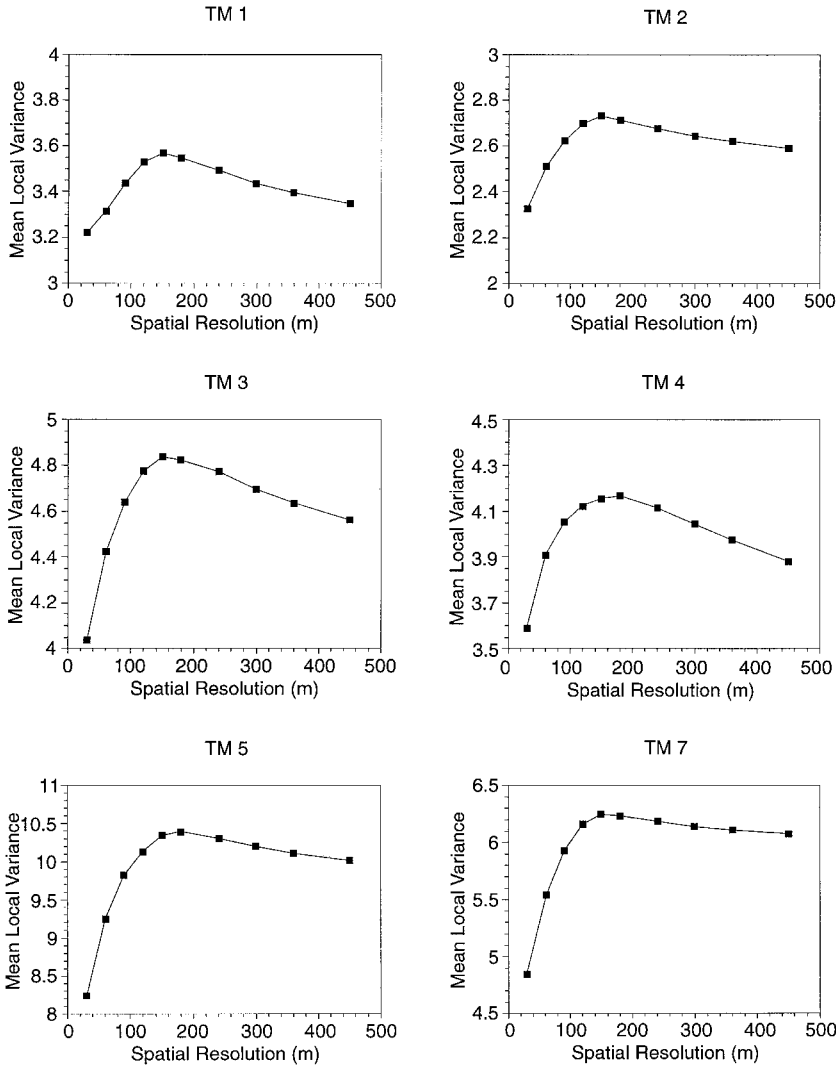 TM 1
4
3.8
3.6
3.4
3.2
3
Mean Local Variance
0 100 200 300 400 500
Spatial Resolution (m)
TM 2
3
2.8
2.6
2.4
2.2
2
Mean Local Variance
0 100 200 300 400 500
Spatial Resolution (m)
TM 3
5
4.8
4.6
4.4
4.2
4
Mean Local Variance
0 100 200 300 400 500
Spatial Resolution (m)
TM 4
4.5
4.3
4.1
3.9
3.7
3.5
Mean Local Variance
0 100 200 300 400 500
Spatial Resolution (m)
TM 5
11
10.5
10
9.5
9
8.5
8
Mean Local Variance
0 100 200 300 400 500
Spatial Resolution (m)
TM 7
6.5
6
5.5
5
4.5
Mean Local Variance
0 100 200 300 400 500
Spatial Resolution (m)